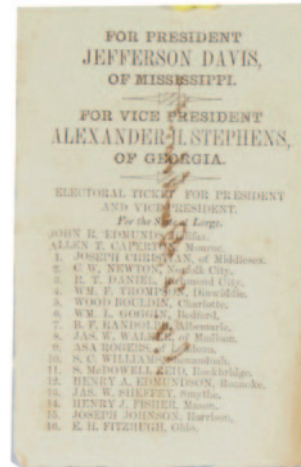 FOR PRESIDENT
JEFFERSON DAVIS,
OF MISSISSIPPI.
FOR VICE PRESIDENT
ALEXANDER H. STEPHENS,
OF GEORGIA.
ELECTORAL TICKET FOR PRESIDENT
AND VICE PRESIDENT.
For the State at Large.
JOHN R. EDMUNDS, Halifax.
ALLEN T. CAPERTON, Monroe.
1. JOSEPH CHRISTIAN, of Middlesex.
2. C. W. NEWTON, Norfolk City.
3. R. T. DANIEL, Richmond City.
4. WM. F. THOMPSON, Dinwiddie.
5. WOOD BOULDIN, Charlotte.
6. WM. L. GOGGIN, Bedford.
7. B. F. RANDOLPH, Albemarle.
8. JAS. W. WALKER, of Madison.
9. ASA ROGERS,
10. S. C. WILLIAMS, Shenandoah.
11. S. McDOWELL REID, Rockbridge.
12. HENRY A. EDMUNDSON, Roanoke.
13. JAS. W. SHEFFEY, Smythe.
14. HENRY J. FISHER, Mason.
15. JOSEPH JOHNSON, Harrison.
16. E. H. FITZHUGH, Ohio.